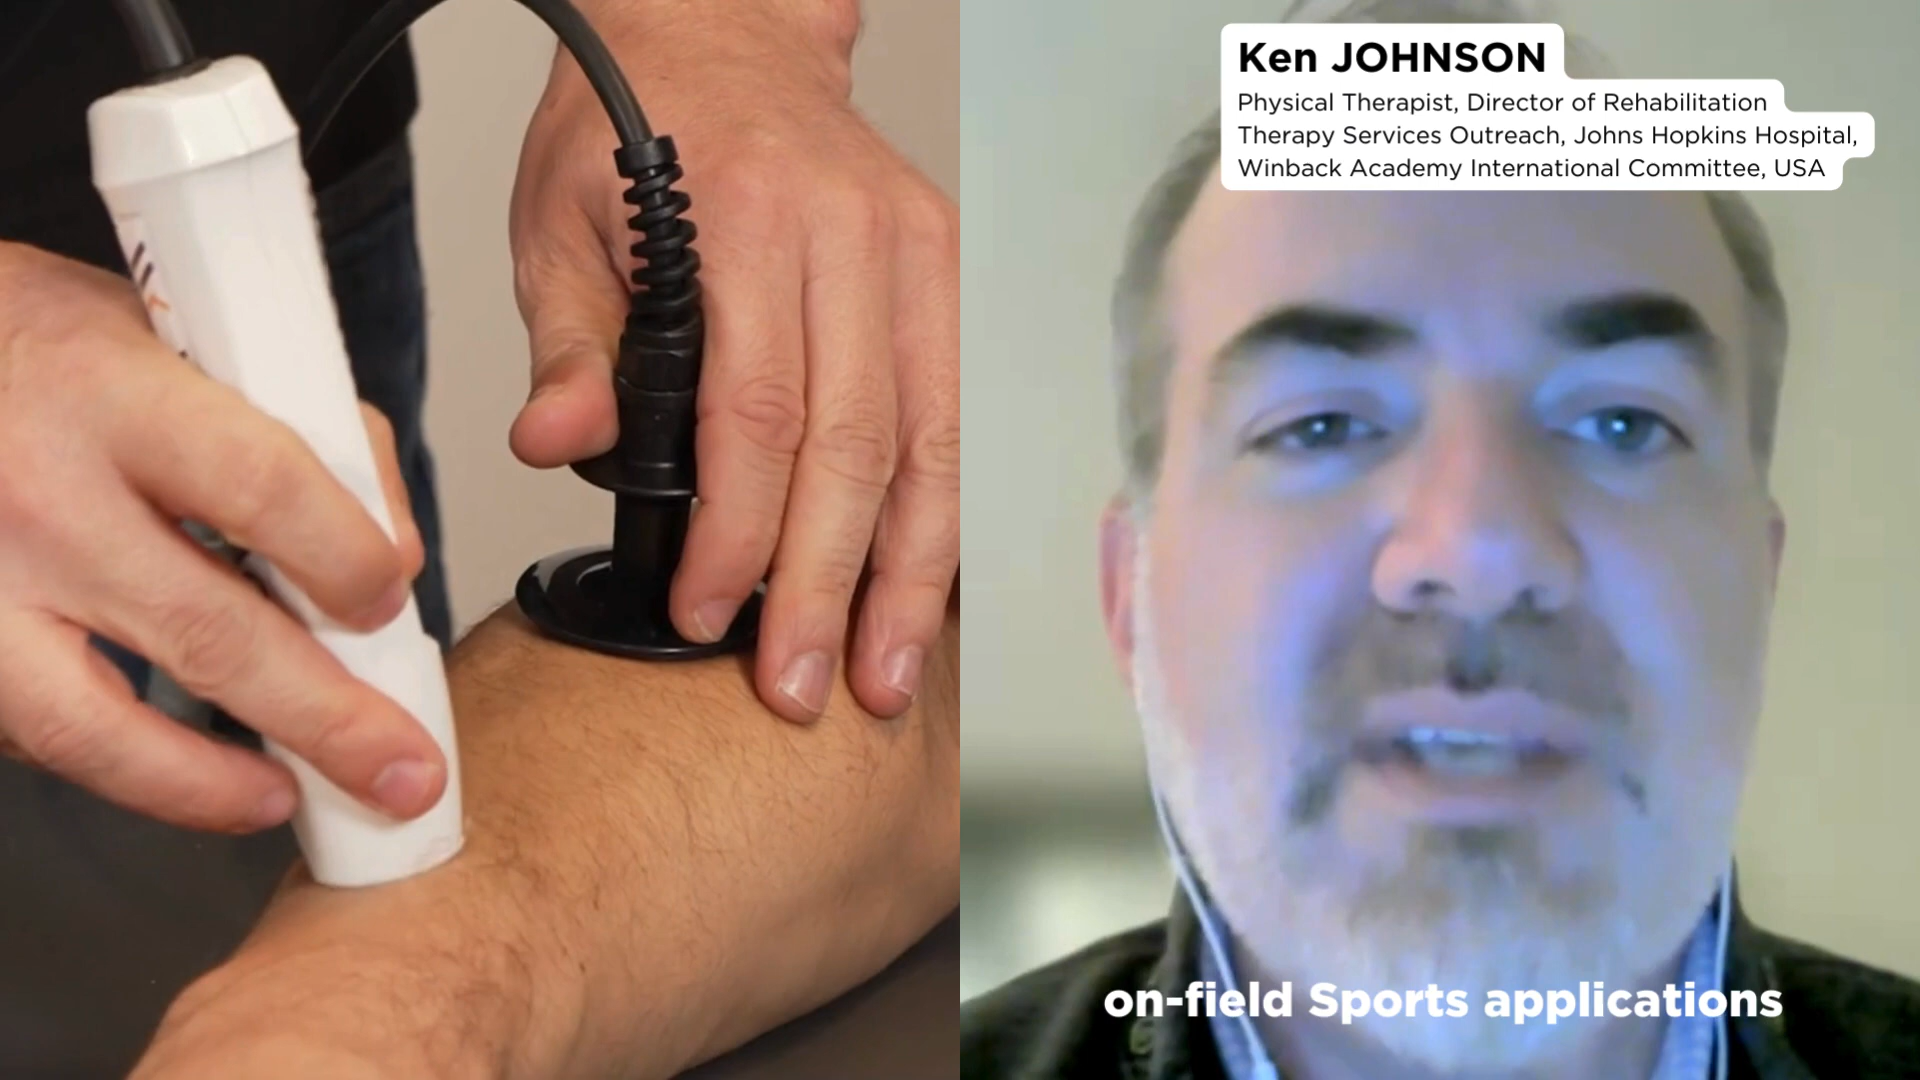 Ken JOHNSON
Physical Therapist, Director of Rehabilitation
Therapy Services Outreach, Johns Hopkins Hospital,
Winback Academy International Committee, USA
on-field Sports applications